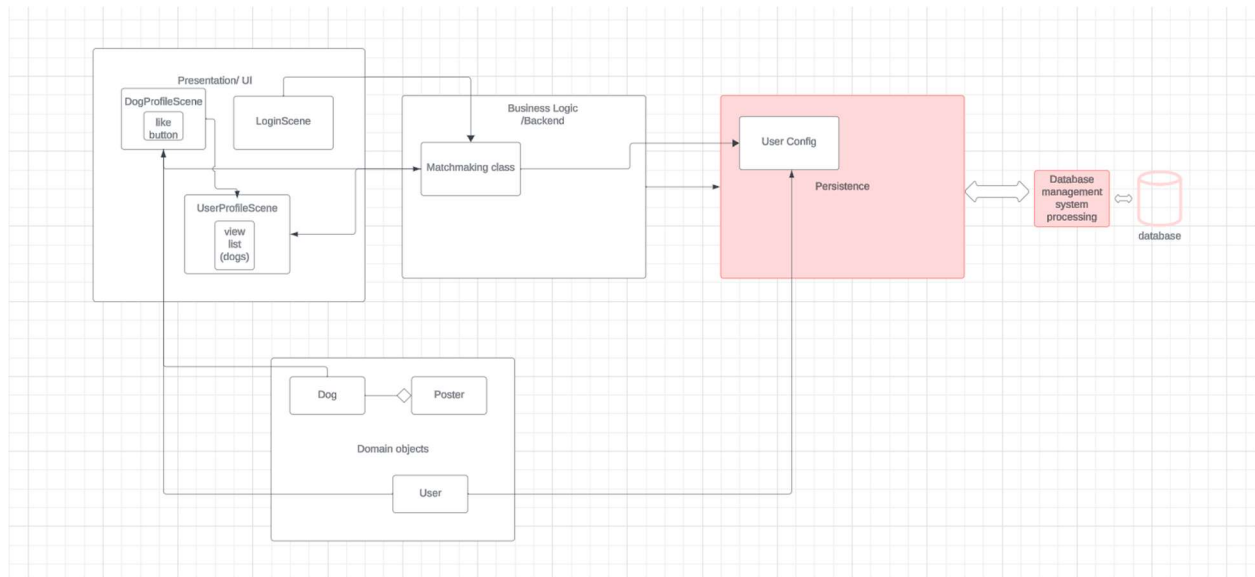 Presentation/ UI
DogProfileScene
like
button
LoginScene
UserProfileScene
view
list
(dogs)
Business Logic
/Backend
Matchmaking class
User Config
Persistence
Database
management
system
processing
database
Dog
Poster
Domain objects
User